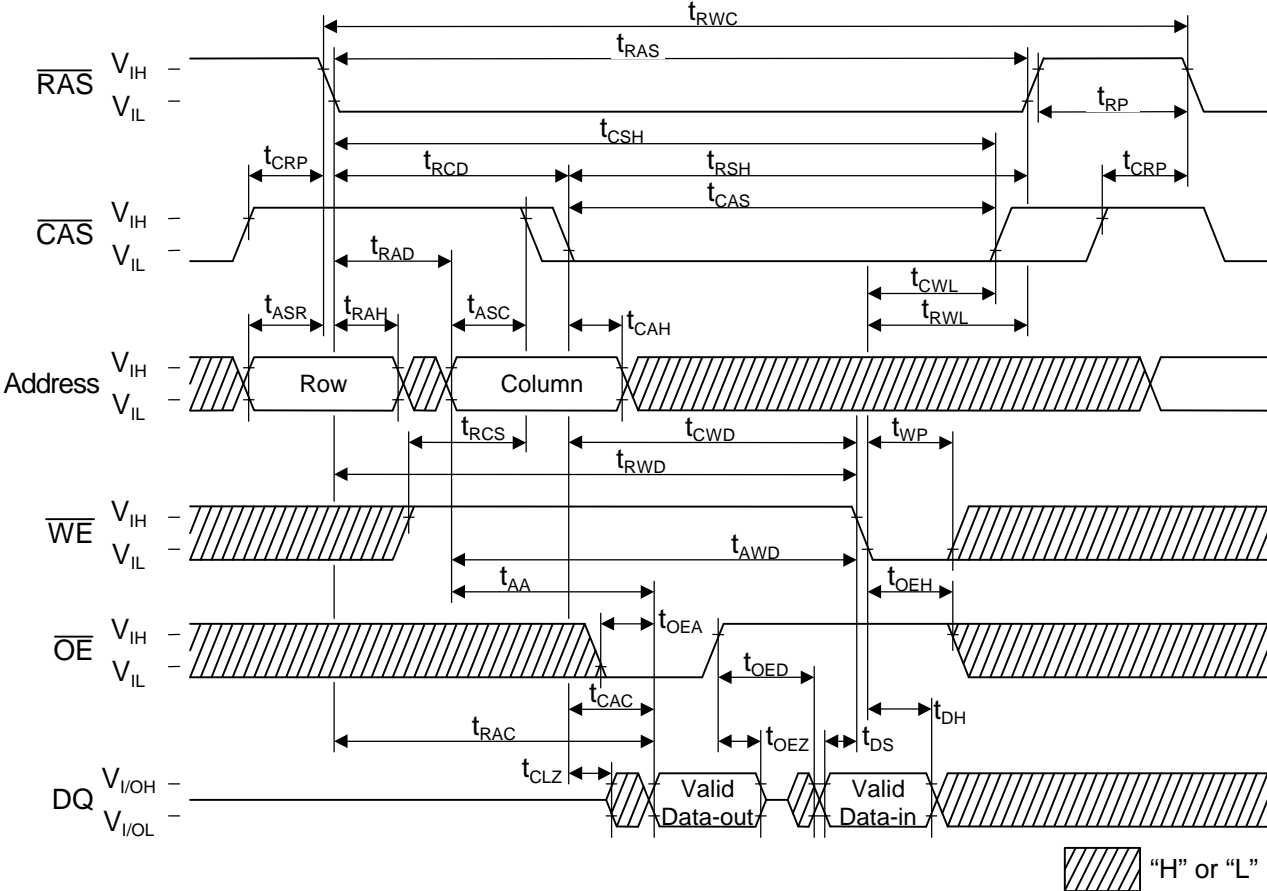 tRWC
tRAS
RAS
VIH
VIL
tRP
tCSH
tCRP
tRCD
tRSH
tCRP
tCAS
CAS
VIH
VIL
tRAD
tCWL
tASR
tRAH
tASC
tCAH
tRWL
Address
VIH
VIL
Row
Column
tRCS
tCWD
tWP
tRWD
WE
VIH
VIL
tAWD
tAA
tOEH
tOEA
OE
VIH
VIL
tOED
tCAC
tDH
tRAC
tOEZ
tDS
tCLZ
DQ
VI/OH
VI/OL
Valid
Data-out
Valid
Data-in
“H” or “L”